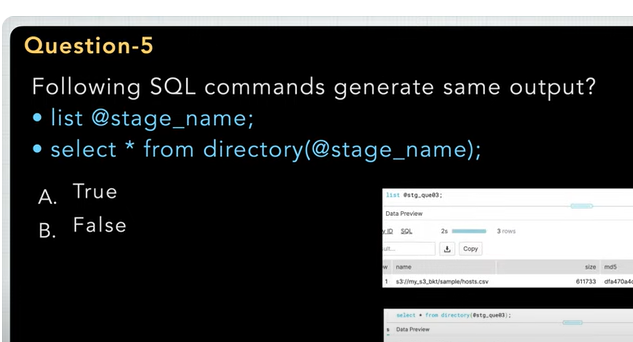 Question-5
Following SQL commands generate same output?
• list @stage_name;
• select * from directory(@stage_name);
A. True
B. False
list @stg_que03;
Data Preview
ID SQL 2s 3 rows
Copy
name size md5
1 s3://my_s3_bkt/sample/hosts.csv 611733 dfa470a4
select * from directory(@stg_que03);
Data Preview